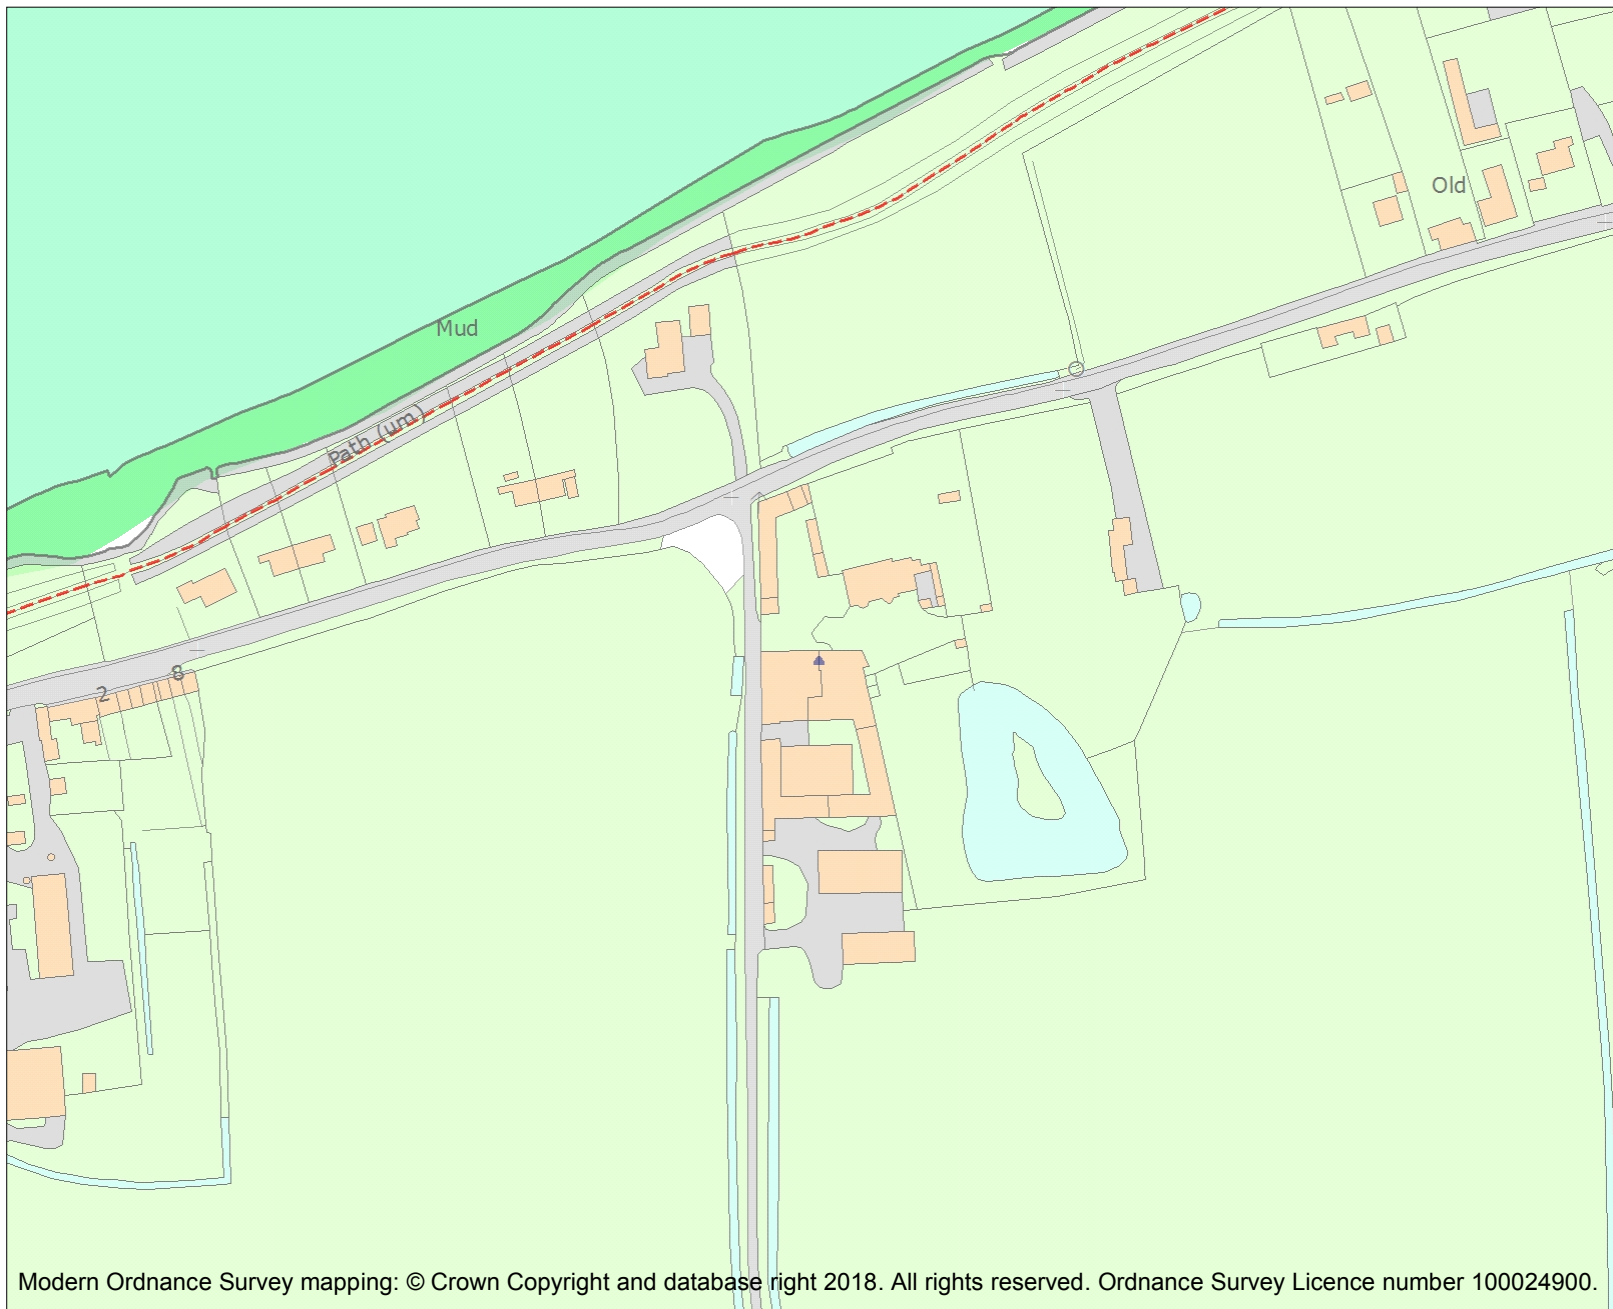 Old
Mud
Path (um)
8
2
Modern Ordnance Survey mapping: © Crown Copyright and database right 2018. All rights reserved. Ordnance Survey Licence number 100024900.